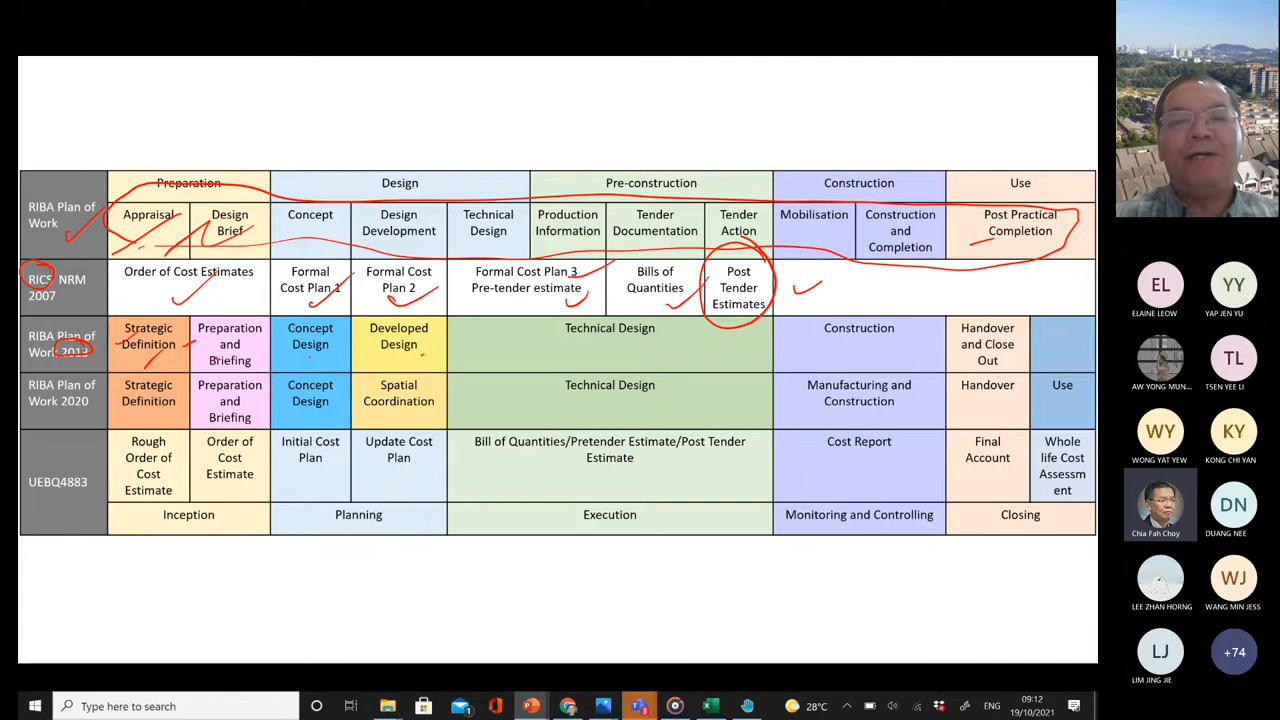 Preparation
Design
Pre-construction
Construction
Use
RIBA Plan of
Work
Appraisal
Design
Brief
Concept
Design
Development
Technical
Design
Production
Information
Tender
Documentation
Tender
Action
Mobilisation
Construction
and
Completion
Post Practical
Completion
RICS NRM
2007
Order of Cost Estimates
Formal
Cost Plan 1
Formal Cost
Plan 2
Formal Cost Plan 3
Pre-tender estimate
Bills of
Quantities
Post
Tender
Estimates
RIBA Plan of
Work 2013
Strategic
Definition
Preparation
and
Briefing
Concept
Design
Developed
Design
Technical Design
Construction
Handover
and Close
Out
RIBA Plan of
Work 2020
Strategic
Definition
Preparation
and
Briefing
Concept
Design
Spatial
Coordination
Technical Design
Manufacturing and
Construction
Handover
Use
UEBQ4883
Rough
Order of
Cost
Estimate
Order of
Cost
Estimate
Initial Cost
Plan
Update Cost
Plan
Bill of Quantities/Pretender Estimate/Post Tender
Estimate
Cost Report
Final
Account
Whole
life Cost
Assessm
ent
Inception
Planning
Execution
Monitoring and Controlling
Closing
EL
ELAINE LEOW
YY
YAP JEN YU
AW YONG MUN...
TL
TSEN YEE LI
WY
WONG YAT YEW
KY
KONG CHI YAN
Chia Fah Choy
DN
DUANG NEE
LEE ZHAN HORNG
WJ
WANG MIN JESS
LJ
LIM JING JIE
+74
Type here to search
28°C
ENG
09:12
19/10/2021